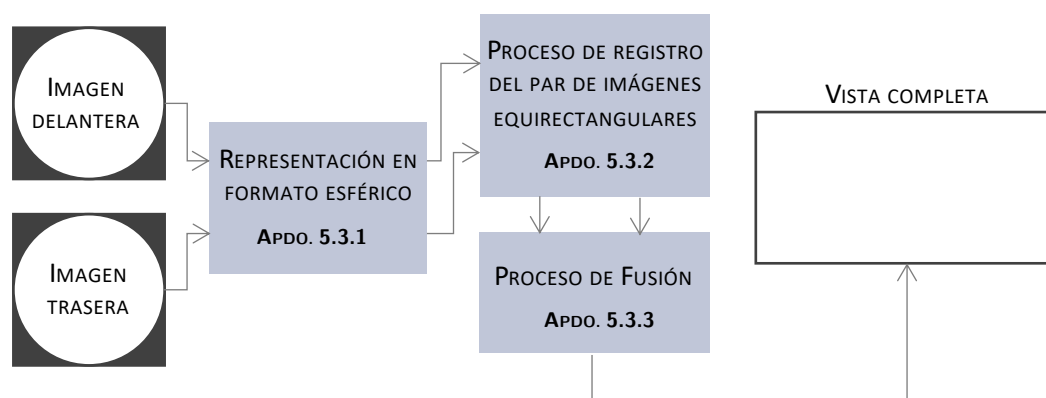 Imagen
delantera
Imagen
trasera
Representación en
formato esférico
Apdo. 5.3.1
Proceso de registro
del par de imágenes
equirectangulares
Apdo. 5.3.2
Proceso de Fusión
Apdo. 5.3.3
Vista completa